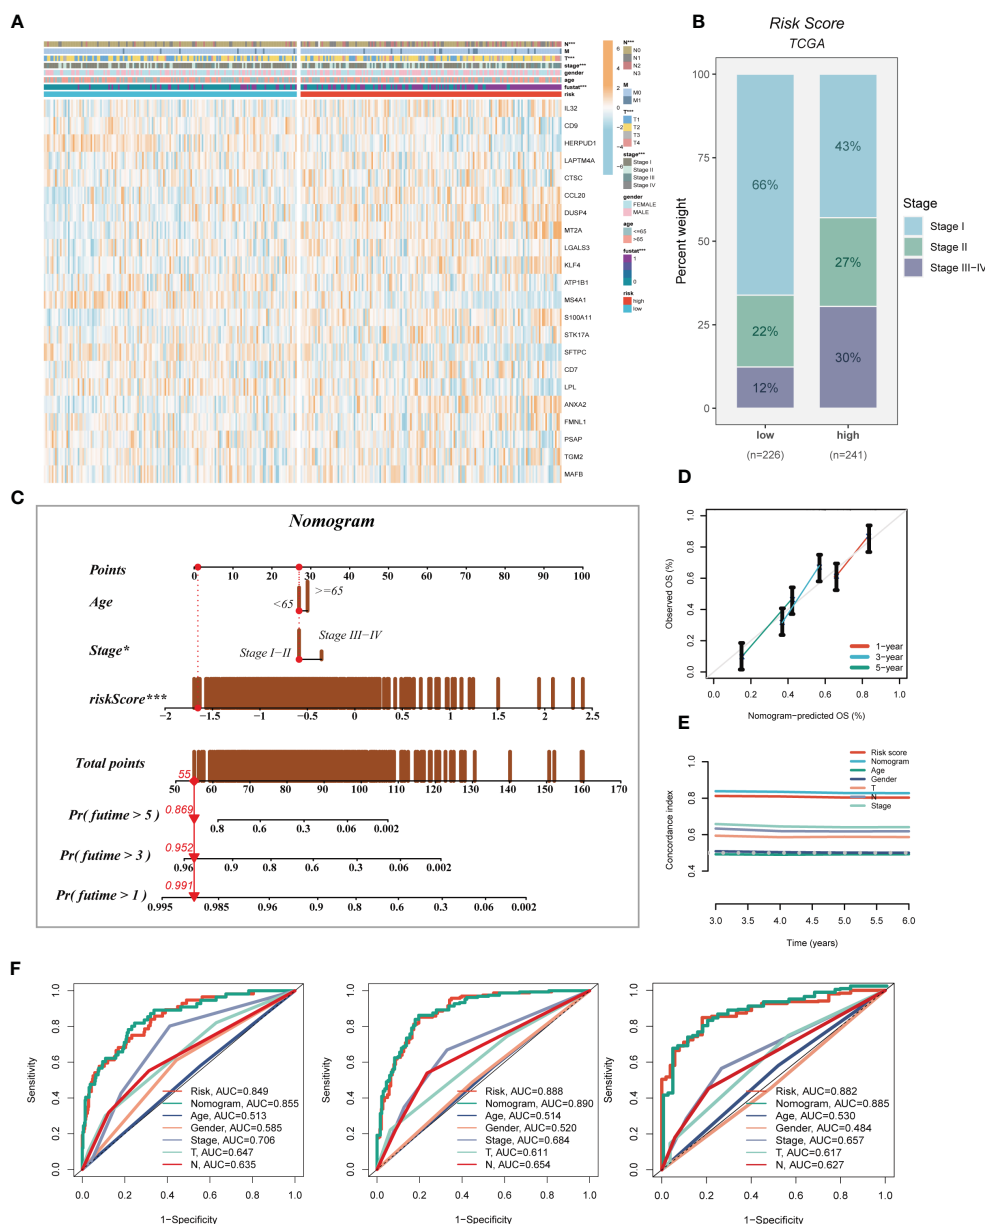 A
N***
M
T***
stage***
gender
age
fustat***
risk
IL32
CD9
HERPUD1
LAPTM4A
CTSC
CCL20
DUSP4
MT2A
LGALS3
KLF4
ATP1B1
MS4A1
S100A11
STK17A
SFTPC
CD7
LPL
ANXA2
FMNL1
PSAP
TGM2
MAFB
6
4
2
0
−2
−4
−6
N***
N0
N1
N2
N3
M
M0
M1
T***
T1
T2
T3
T4
stage***
Stage I
Stage II
Stage III
Stage IV
gender
FEMALE
MALE
age
<=65
>65
fustat***
1
0
risk
high
low
B
Risk Score
TCGA
Percent weight
100
75
50
25
0
66%
22%
12%
43%
27%
30%
low
high
(n=226)
(n=241)
Stage
Stage I
Stage II
Stage III−IV
C
Nomogram
Points
0 10 20 30 40 50 60 70 80 90 100
Age
<65
>=65
Stage*
Stage I−II
Stage III−IV
riskScore***
−2 −1.5 −1 −0.5 0 0.5 1 1.5 2 2.5
Total points
55
50 60 70 80 90 100 110 120 130 140 150 160 170
Pr( futime > 5 )
0.869
0.8 0.6 0.3 0.06 0.002
Pr( futime > 3 )
0.952
0.96 0.9 0.8 0.6 0.3 0.06 0.002
Pr( futime > 1 )
0.991
0.995 0.985 0.96 0.9 0.8 0.6 0.3 0.06 0.002
D
Observed OS (%)
1.0
0.8
0.6
0.4
0.2
0.0
0.0 0.2 0.4 0.6 0.8 1.0
Nomogram−predicted OS (%)
1−year
3−year
5−year
E
Concordance index
1.0
0.8
0.6
0.4
3.0 3.5 4.0 4.5 5.0 5.5 6.0
Time (years)
Risk score
Nomogram
Age
Gender
T
N
Stage
F
Sensitivity
1.0
0.8
0.6
0.4
0.2
0.0
0.0 0.2 0.4 0.6 0.8 1.0
1−Specificity
Risk, AUC=0.849
Nomogram, AUC=0.855
Age, AUC=0.513
Gender, AUC=0.585
Stage, AUC=0.706
T, AUC=0.647
N, AUC=0.635
Sensitivity
1.0
0.8
0.6
0.4
0.2
0.0
0.0 0.2 0.4 0.6 0.8 1.0
1−Specificity
Risk, AUC=0.888
Nomogram, AUC=0.890
Age, AUC=0.514
Gender, AUC=0.520
Stage, AUC=0.684
T, AUC=0.611
N, AUC=0.654
Sensitivity
1.0
0.8
0.6
0.4
0.2
0.0
0.0 0.2 0.4 0.6 0.8 1.0
1−Specificity
Risk, AUC=0.882
Nomogram, AUC=0.885
Age, AUC=0.530
Gender, AUC=0.484
Stage, AUC=0.657
T, AUC=0.617
N, AUC=0.627